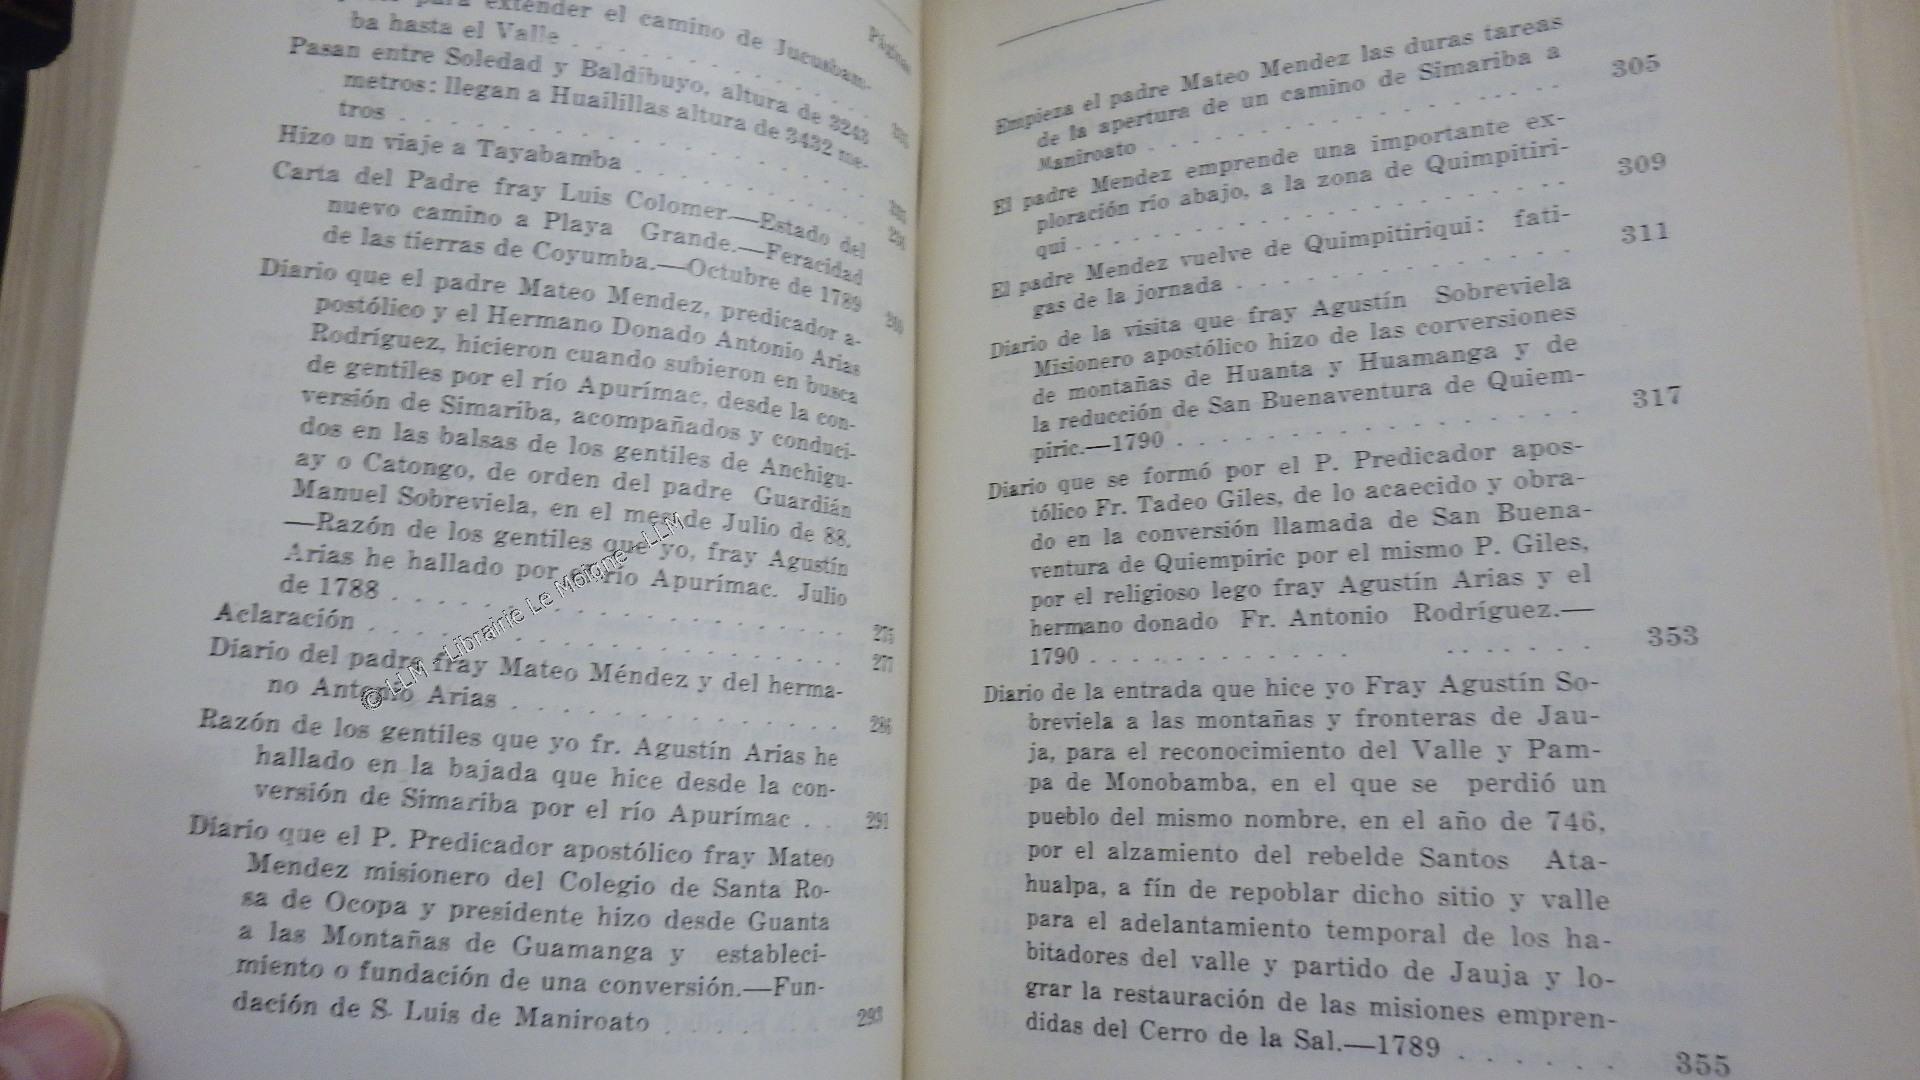 extender el camino de Jucusbam-
ba hasta el Valle . . . . . . . . . . . .
Páginas
Pasan entre Soledad y Baldibuyo, altura de 3243
metros: llegan a Huailillas altura de 3432 me-
tros . . . . . . . . . . . . . . . .
Hizo un viaje a Tayabamba . . . . . . . . .
Carta del Padre fray Luis Colomer.—Estado del
nuevo camino a Playa Grande.—Feracidad
de las tierras de Coyumba.—Octubre de 1789
Diario que el padre Mateo Mendez, predicador a-
postólico y el Hermano Donado Antonio Arias
Rodríguez, hicieron cuando subieron en busca
de gentiles por el río Apurímac, desde la con-
versión de Simariba, acompañados y conduci-
dos en las balsas de los gentiles de Anchigu-
ay o Catongo, de orden del padre Guardián
Manuel Sobreviela, en el mes de Julio de 88.
—Razón de los gentiles que yo, fray Agustín
Arias he hallado por el río Apurímac. Julio
de 1788 . . . . . . . . . . . . . . 275
Aclaración . . . . . . . . . . . . . . 277
Diario del padre fray Mateo Méndez y del herma-
no Antonio Arias . . . . . . . . . . . . 286
Razón de los gentiles que yo fr. Agustín Arias he
hallado en la bajada que hice desde la con-
versión de Simariba por el río Apurímac . . 291
Diario que el P. Predicador apostólico fray Mateo
Mendez misionero del Colegio de Santa Ro-
sa de Ocopa y presidente hizo desde Guanta
a las Montañas de Guamanga y estableci-
miento o fundación de una conversión.—Fun-
dación de S. Luis de Maniroato . . . . . 293
© LLM - Librairie Le Moigne - LLM
Empieza el padre Mateo Mendez las duras tareas
de la apertura de un camino de Simariba a
Maniroato . . . . . . . . . . . . . . 305
El padre Mendez emprende una importante ex-
ploración río abajo, a la zona de Quimpitiri-
qui . . . . . . . . . . . . . . . . . 309
El padre Mendez vuelve de Quimpitiriqui: fati-
gas de la jornada . . . . . . . . . . . . 311
Diario de la visita que fray Agustín Sobreviela
Misionero apostólico hizo de las corversiones
de montañas de Huanta y Huamanga y de
la reducción de San Buenaventura de Quiem-
piric.—1790 . . . . . . . . . . . . . . 317
Diario que se formó por el P. Predicador apos-
tólico Fr. Tadeo Giles, de lo acaecido y obra-
do en la conversión llamada de San Buena-
ventura de Quiempiric por el mismo P. Giles,
por el religioso lego fray Agustín Arias y el
hermano donado Fr. Antonio Rodríguez.—
1790 . . . . . . . . . . . . . . . . . 353
Diario de la entrada que hice yo Fray Agustín So-
breviela a las montañas y fronteras de Jau-
ja, para el reconocimiento del Valle y Pam-
pa de Monobamba, en el que se perdió un
pueblo del mismo nombre, en el año de 746,
por el alzamiento del rebelde Santos Ata-
hualpa, a fín de repoblar dicho sitio y valle
para el adelantamiento temporal de los ha-
bitadores del valle y partido de Jauja y lo-
grar la restauración de las misiones empren-
didas del Cerro de la Sal.—1789 . . . . . . 355